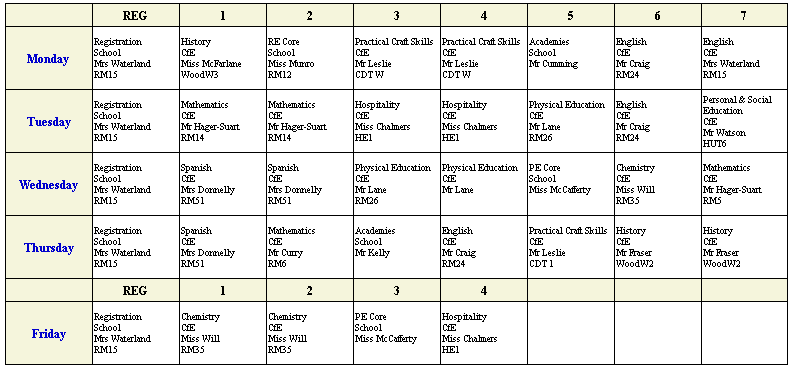 REG 1 2 3 4 5 6 7
Monday
Registration
School
Mrs Waterland
RM15
History
CfE
Miss McFarlane
WoodW3
RE Core
School
Miss Munro
RM12
Practical Craft Skills
CfE
Mr Leslie
CDT W
Practical Craft Skills
CfE
Mr Leslie
CDT W
Academies
School
Mr Cumming
English
CfE
Mr Craig
RM24
English
CfE
Mrs Waterland
RM15
Tuesday
Registration
School
Mrs Waterland
RM15
Mathematics
CfE
Mr Hager-Suart
RM14
Mathematics
CfE
Mr Hager-Suart
RM14
Hospitality
CfE
Miss Chalmers
HE1
Hospitality
CfE
Miss Chalmers
HE1
Physical Education
CfE
Mr Lane
RM26
English
CfE
Mr Craig
RM24
Personal & Social
Education
CfE
Mr Watson
HUT6
Wednesday
Registration
School
Mrs Waterland
RM15
Spanish
CfE
Mrs Donnelly
RM51
Spanish
CfE
Mrs Donnelly
RM51
Physical Education
CfE
Mr Lane
RM26
Physical Education
CfE
Mr Lane
PE Core
School
Miss McCafferty
Chemistry
CfE
Miss Will
RM35
Mathematics
CfE
Mr Hager-Suart
RM5
Thursday
Registration
School
Mrs Waterland
RM15
Spanish
CfE
Mrs Donnelly
RM51
Mathematics
CfE
Mr Curry
RM6
Academies
School
Mr Kelly
English
CfE
Mr Craig
RM24
Practical Craft Skills
CfE
Mr Leslie
CDT 1
History
CfE
Mr Fraser
WoodW2
History
CfE
Mr Fraser
WoodW2
REG 1 2 3 4
Friday
Registration
School
Mrs Waterland
RM15
Chemistry
CfE
Miss Will
RM35
Chemistry
CfE
Miss Will
RM35
PE Core
School
Miss McCafferty
Hospitality
CfE
Miss Chalmers
HE1